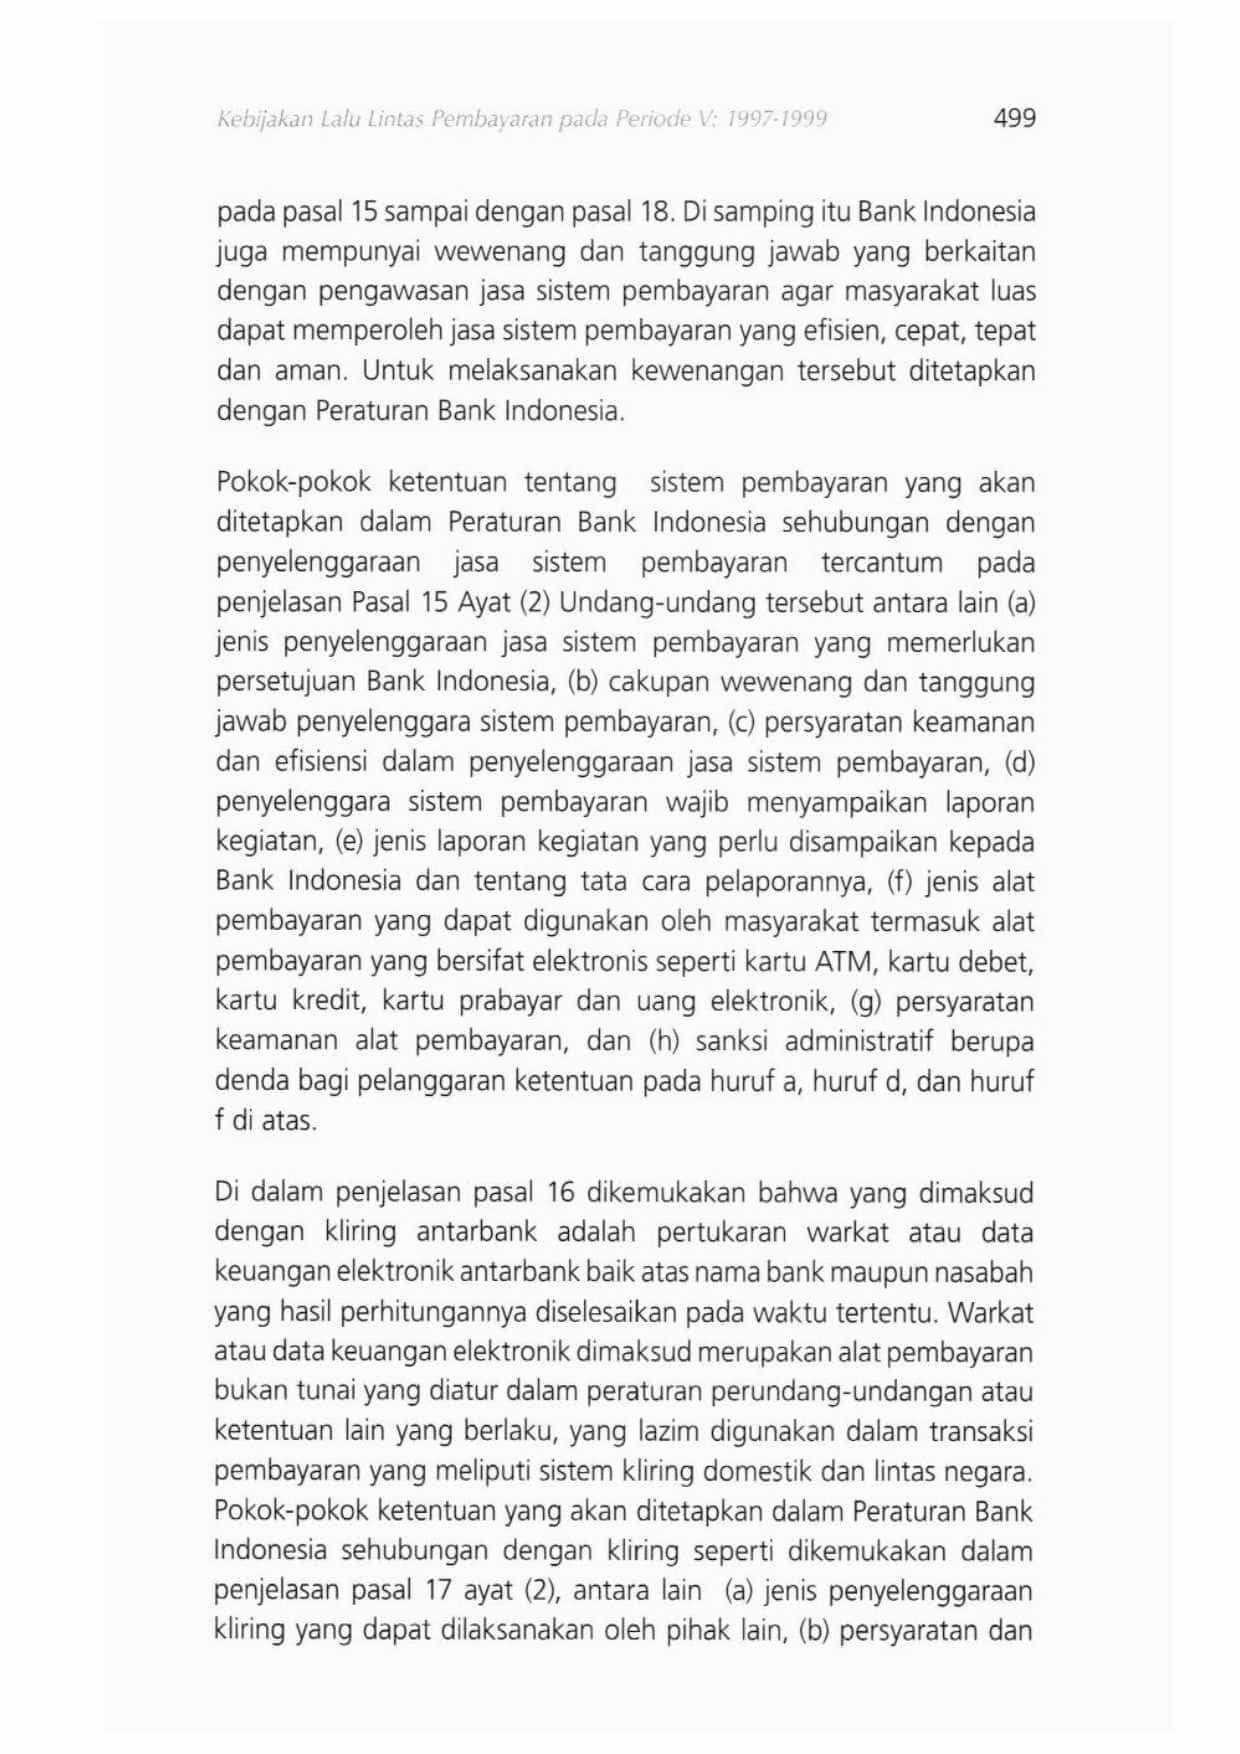 Kebijakan Lalu Lintas Pembayaran pada Periode V: 1997-1999 499
pada pasal 15 sampai dengan pasal 18. Di samping itu Bank Indonesia
juga mempunyai wewenang dan tanggung jawab yang berkaitan
dengan pengawasan jasa sistem pembayaran agar masyarakat luas
dapat memperoleh jasa sistem pembayaran yang efisien, cepat, tepat
dan aman. Untuk melaksanakan kewenangan tersebut ditetapkan
dengan Peraturan Bank Indonesia.
Pokok-pokok ketentuan tentang sistem pembayaran yang akan
ditetapkan dalam Peraturan Bank Indonesia sehubungan dengan
penyelenggaraan jasa sistem pembayaran tercantum pada
penjelasan Pasal 15 Ayat (2) Undang-undang tersebut antara lain (a)
jenis penyelenggaraan jasa sistem pembayaran yang memerlukan
persetujuan Bank Indonesia, (b) cakupan wewenang dan tanggung
jawab penyelenggara sistem pembayaran, (c) persyaratan keamanan
dan efisiensi dalam penyelenggaraan jasa sistem pembayaran, (d)
penyelenggara sistem pembayaran wajib menyampaikan laporan
kegiatan, (e) jenis laporan kegiatan yang perlu disampaikan kepada
Bank Indonesia dan tentang tata cara pelaporannya, (f) jenis alat
pembayaran yang dapat digunakan oleh masyarakat termasuk alat
pembayaran yang bersifat elektronis seperti kartu ATM, kartu debet,
kartu kredit, kartu prabayar dan uang elektronik, (g) persyaratan
keamanan alat pembayaran, dan (h) sanksi administratif berupa
denda bagi pelanggaran ketentuan pada huruf a, huruf d, dan huruf
f di atas.
Di dalam penjelasan pasal 16 dikemukakan bahwa yang dimaksud
dengan kliring antarbank adalah pertukaran warkat atau data
keuangan elektronik antarbank baik atas nama bank maupun nasabah
yang hasil perhitungannya diselesaikan pada waktu tertentu. Warkat
atau data keuangan elektronik dimaksud merupakan alat pembayaran
bukan tunai yang diatur dalam peraturan perundang-undangan atau
ketentuan lain yang berlaku, yang lazim digunakan dalam transaksi
pembayaran yang meliputi sistem kliring domestik dan lintas negara.
Pokok-pokok ketentuan yang akan ditetapkan dalam Peraturan Bank
Indonesia sehubungan dengan kliring seperti dikemukakan dalam
penjelasan pasal 17 ayat (2), antara lain (a) jenis penyelenggaraan
kliring yang dapat dilaksanakan oleh pihak lain, (b) persyaratan dan